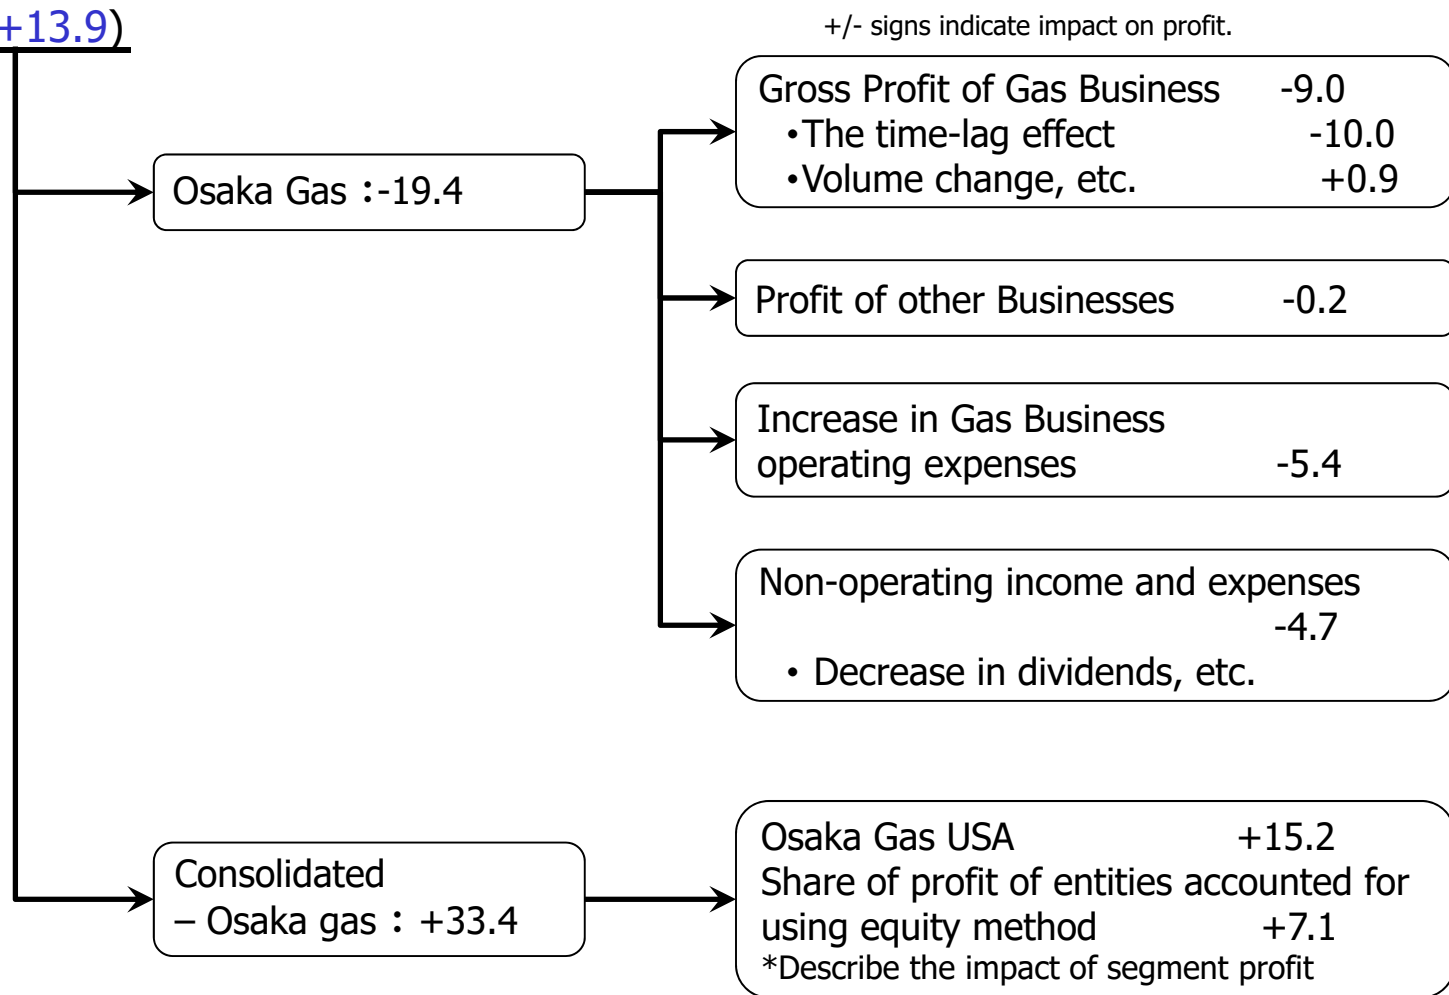 +13.9)
+/- signs indicate impact on profit.
Gross Profit of Gas Business -9.0
•The time-lag effect -10.0
•Volume change, etc. +0.9
Osaka Gas :-19.4
Profit of other Businesses -0.2
Increase in Gas Business
operating expenses -5.4
Non-operating income and expenses
-4.7
• Decrease in dividends, etc.
Consolidated
– Osaka gas : +33.4
Osaka Gas USA +15.2
Share of profit of entities accounted for
using equity method +7.1
*Describe the impact of segment profit